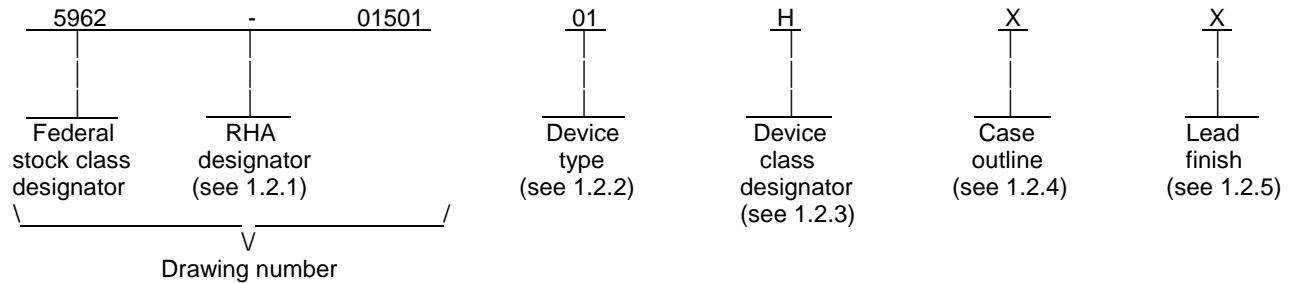 5962 - 01501 01 H X X
Federal RHA Device Device Case Lead
stock class designator type class outline finish
designator (see 1.2.1) (see 1.2.2) designator (see 1.2.4) (see 1.2.5)
(see 1.2.3)
Drawing number